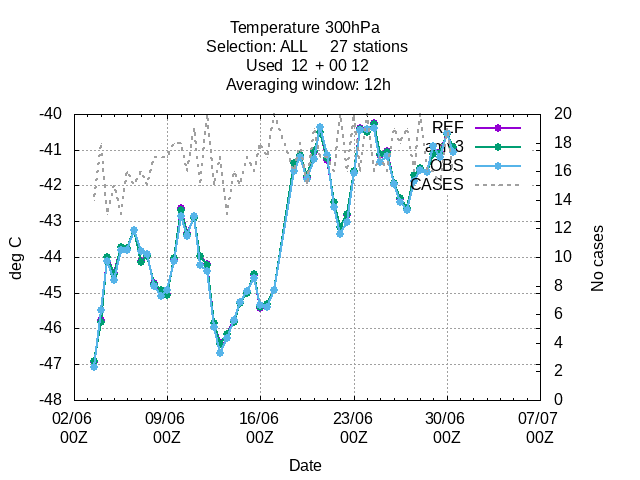 Temperature 300hPa
Selection: ALL 27 stations
Used 12 + 00 12
Averaging window: 12h
-40 20
REF
-41 18
OBS
CASES
-42 16
-43 14
-44 12
deg C 10 No cases
-45 8
-46 6
-47 4
2
-48 0
02/06 09/06 16/06 23/06 30/06 07/07
00Z 00Z 00Z 00Z 00Z 00Z
Date